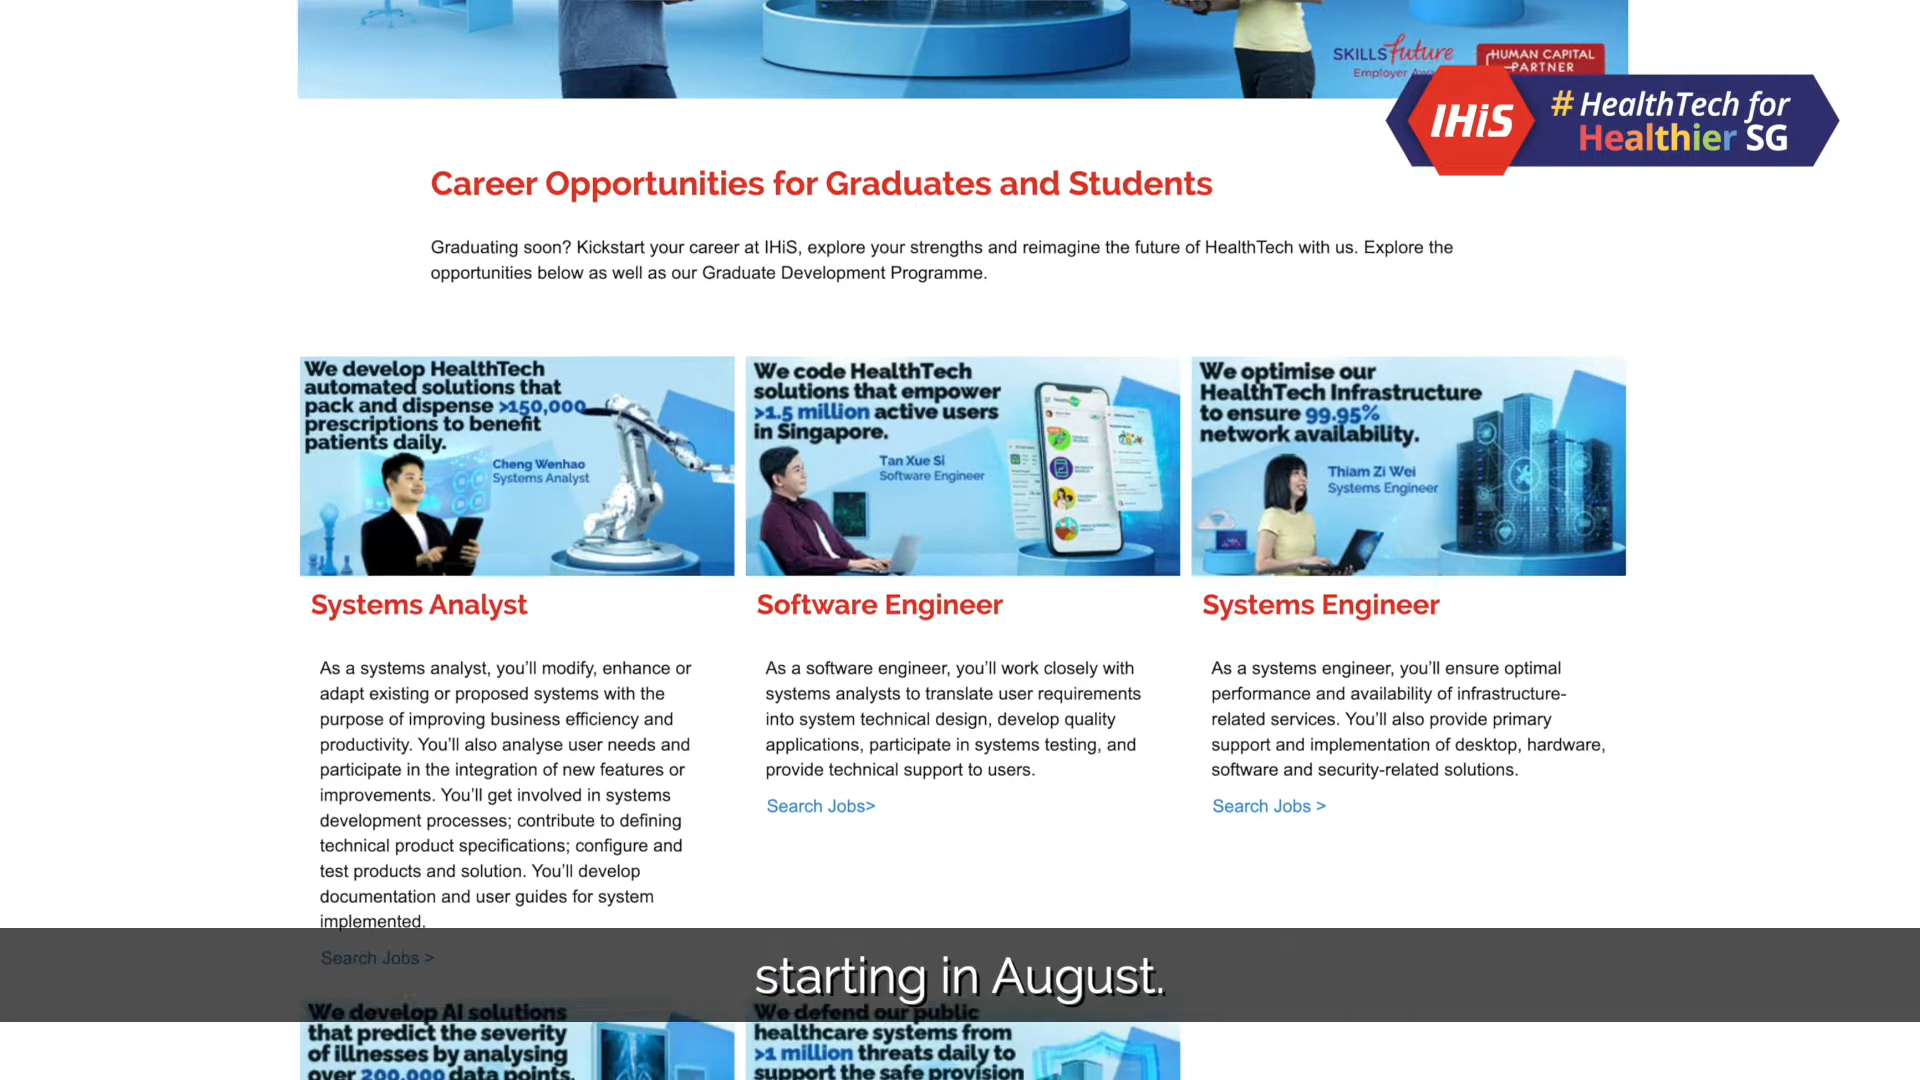 SKILLSfuture
Employer
HUMAN CAPITAL
PARTNER
IHiS
# HealthTech for
Healthier SG
Career Opportunities for Graduates and Students
Graduating soon? Kickstart your career at IHiS, explore your strengths and reimagine the future of HealthTech with us. Explore the
opportunities below as well as our Graduate Development Programme.
We develop HealthTech
automated solutions that
pack and dispense >150,000
prescriptions to benefit
patients daily.
Cheng Wenhao
Systems Analyst
We code HealthTech
solutions that empower
>1.5 million active users
in Singapore.
Tan Xue Si
Software Engineer
We optimise our
HealthTech Infrastructure
to ensure 99.95%
network availability.
Thiam Zi Wei
Systems Engineer
Systems Analyst
As a systems analyst, you'll modify, enhance or
adapt existing or proposed systems with the
purpose of improving business efficiency and
productivity. You'll also analyse user needs and
participate in the integration of new features or
improvements. You'll get involved in systems
development processes; contribute to defining
technical product specifications; configure and
test products and solution. You'll develop
documentation and user guides for system
implemented.
Search Jobs >
Software Engineer
As a software engineer, you'll work closely with
systems analysts to translate user requirements
into system technical design, develop quality
applications, participate in systems testing, and
provide technical support to users.
Search Jobs>
Systems Engineer
As a systems engineer, you'll ensure optimal
performance and availability of infrastructure-
related services. You'll also provide primary
support and implementation of desktop, hardware,
software and security-related solutions.
Search Jobs >
starting in August.
We develop AI solutions
that predict the severity
of illnesses by analysing
over 200,000 data points.
We defend our public
healthcare systems from
>1 million threats daily to
support the safe provision